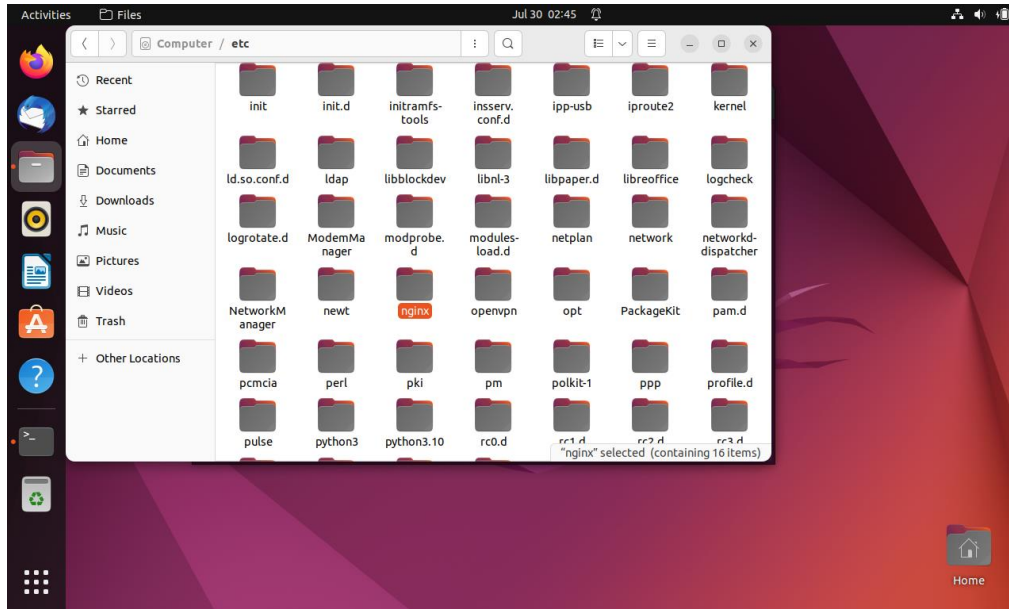 Activities Files Jul 30 02:45
Computer / etc
Recent
Starred
Home
Documents
Downloads
Music
Pictures
Videos
Trash
+ Other Locations
init init.d initramfs- insserv. ipp-usb iproute2 kernel
tools conf.d
ld.so.conf.d ldap libblockdev libnl-3 libpaper.d libreoffice logcheck
logrotate.d ModemMa modprobe. modules- netplan network networkd-
nager d load.d dispatcher
NetworkM newt nginx openvpn opt PackageKit pam.d
anager
pcmcia perl pki pm polkit-1 ppp profile.d
pulse python3 python3.10 rc0.d rc1.d rc2.d rc3.d
"nginx" selected (containing 16 items)
Home